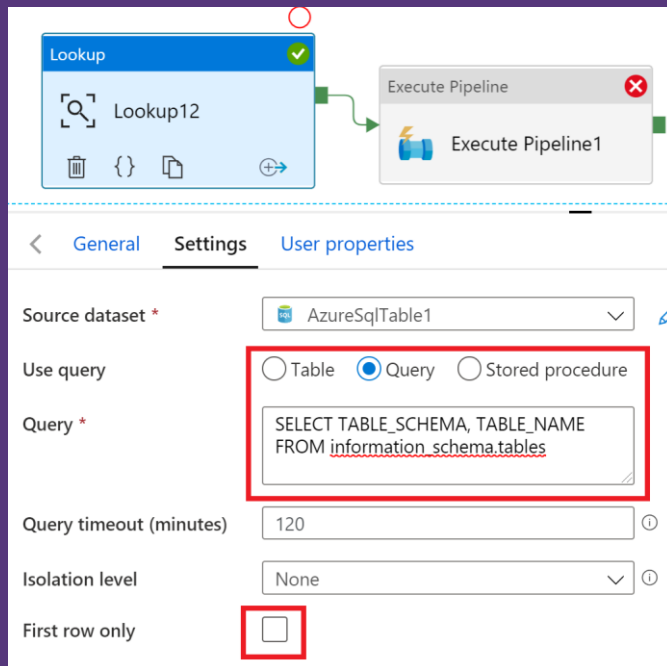 Lookup
Lookup12
Execute Pipeline
Execute Pipeline1
General Settings User properties
Source dataset *
AzureSqlTable1
Use query
Table Query Stored procedure
Query *
SELECT TABLE_SCHEMA, TABLE_NAME
FROM information_schema.tables
Query timeout (minutes)
120
Isolation level
None
First row only